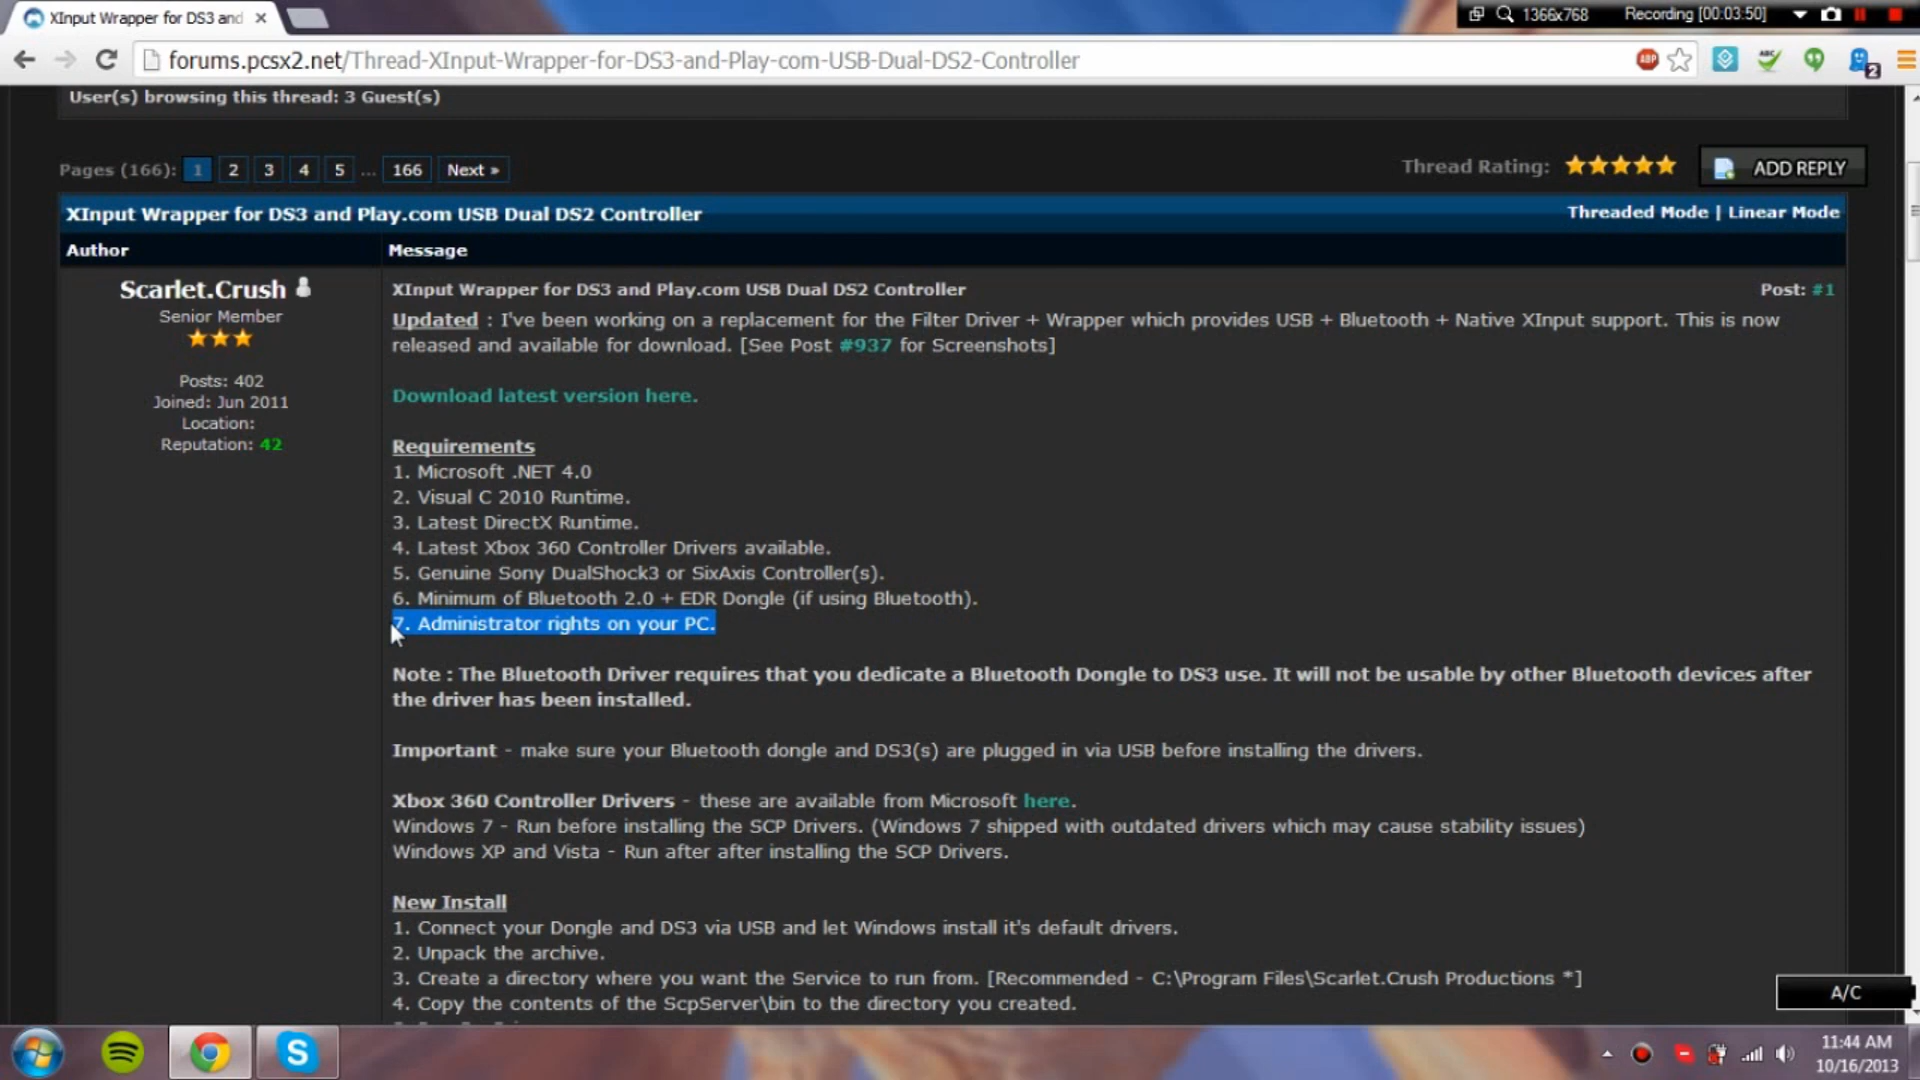 XInput Wrapper for DS3 and
1366x768
Recording [00:03:50]
forums.pcsx2.net/Thread-XInput-Wrapper-for-DS3-and-Play-com-USB-Dual-DS2-Controller
ABP
ABC
2
User(s) browsing this thread: 3 Guest(s)
Pages (166): 1 2 3 4 5 ... 166 Next »
Thread Rating:
ADD REPLY
XInput Wrapper for DS3 and Play.com USB Dual DS2 Controller
Threaded Mode | Linear Mode
Author
Message
Scarlet.Crush
Senior Member
Posts: 402
Joined: Jun 2011
Location:
Reputation: 42
XInput Wrapper for DS3 and Play.com USB Dual DS2 Controller
Post: #1
Updated : I've been working on a replacement for the Filter Driver + Wrapper which provides USB + Bluetooth + Native XInput support. This is now
released and available for download. [See Post #937 for Screenshots]
Download latest version here.
Requirements
1. Microsoft .NET 4.0
2. Visual C 2010 Runtime.
3. Latest DirectX Runtime.
4. Latest Xbox 360 Controller Drivers available.
5. Genuine Sony DualShock3 or SixAxis Controller(s).
6. Minimum of Bluetooth 2.0 + EDR Dongle (if using Bluetooth).
7. Administrator rights on your PC.
Note : The Bluetooth Driver requires that you dedicate a Bluetooth Dongle to DS3 use. It will not be usable by other Bluetooth devices after
the driver has been installed.
Important - make sure your Bluetooth dongle and DS3(s) are plugged in via USB before installing the drivers.
Xbox 360 Controller Drivers - these are available from Microsoft here.
Windows 7 - Run before installing the SCP Drivers. (Windows 7 shipped with outdated drivers which may cause stability issues)
Windows XP and Vista - Run after after installing the SCP Drivers.
New Install
1. Connect your Dongle and DS3 via USB and let Windows install it's default drivers.
2. Unpack the archive.
3. Create a directory where you want the Service to run from. [Recommended - C:\Program Files\Scarlet.Crush Productions *]
4. Copy the contents of the ScpServer\bin to the directory you created.
A/C
11:44 AM
10/16/2013